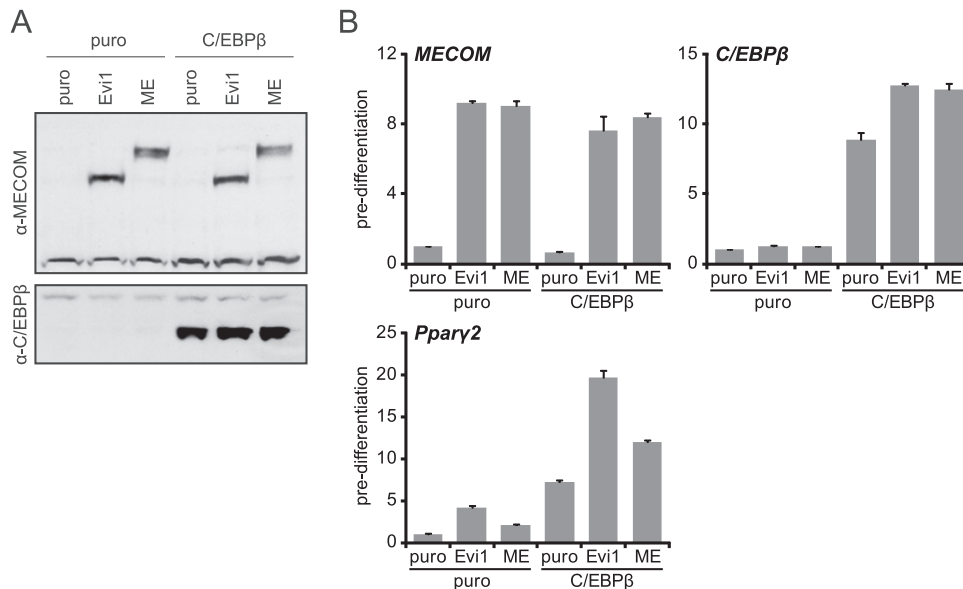 A
puro C/EBPβ
puro Evi1 ME puro Evi1 ME
α-MECOM
α-C/EBPβ
B
MECOM
pre-differentiation
12
8
4
0
puro Evi1 ME puro Evi1 ME
puro C/EBPβ
C/EBPβ
15
10
5
0
puro Evi1 ME puro Evi1 ME
puro C/EBPβ
Pparγ2
pre-differentiation
25
20
15
10
5
0
puro Evi1 ME puro Evi1 ME
puro C/EBPβ